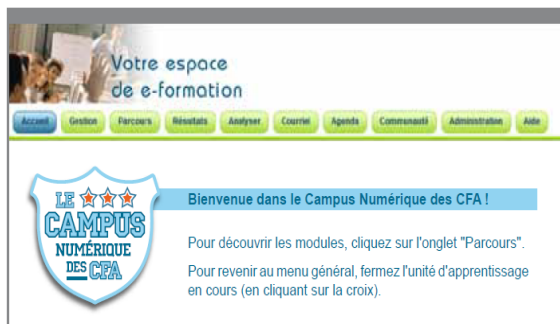 Votre espace
de e-formation
Accueil Gestion Parcours Résultats Analyser Courriel Agenda Communauté Administration Aide
LE
CAMPUS
NUMÉRIQUE
DES CFA
Bienvenue dans le Campus Numérique des CFA !
Pour découvrir les modules, cliquez sur l'onglet "Parcours".
Pour revenir au menu général, fermez l'unité d'apprentissage
en cours (en cliquant sur la croix).